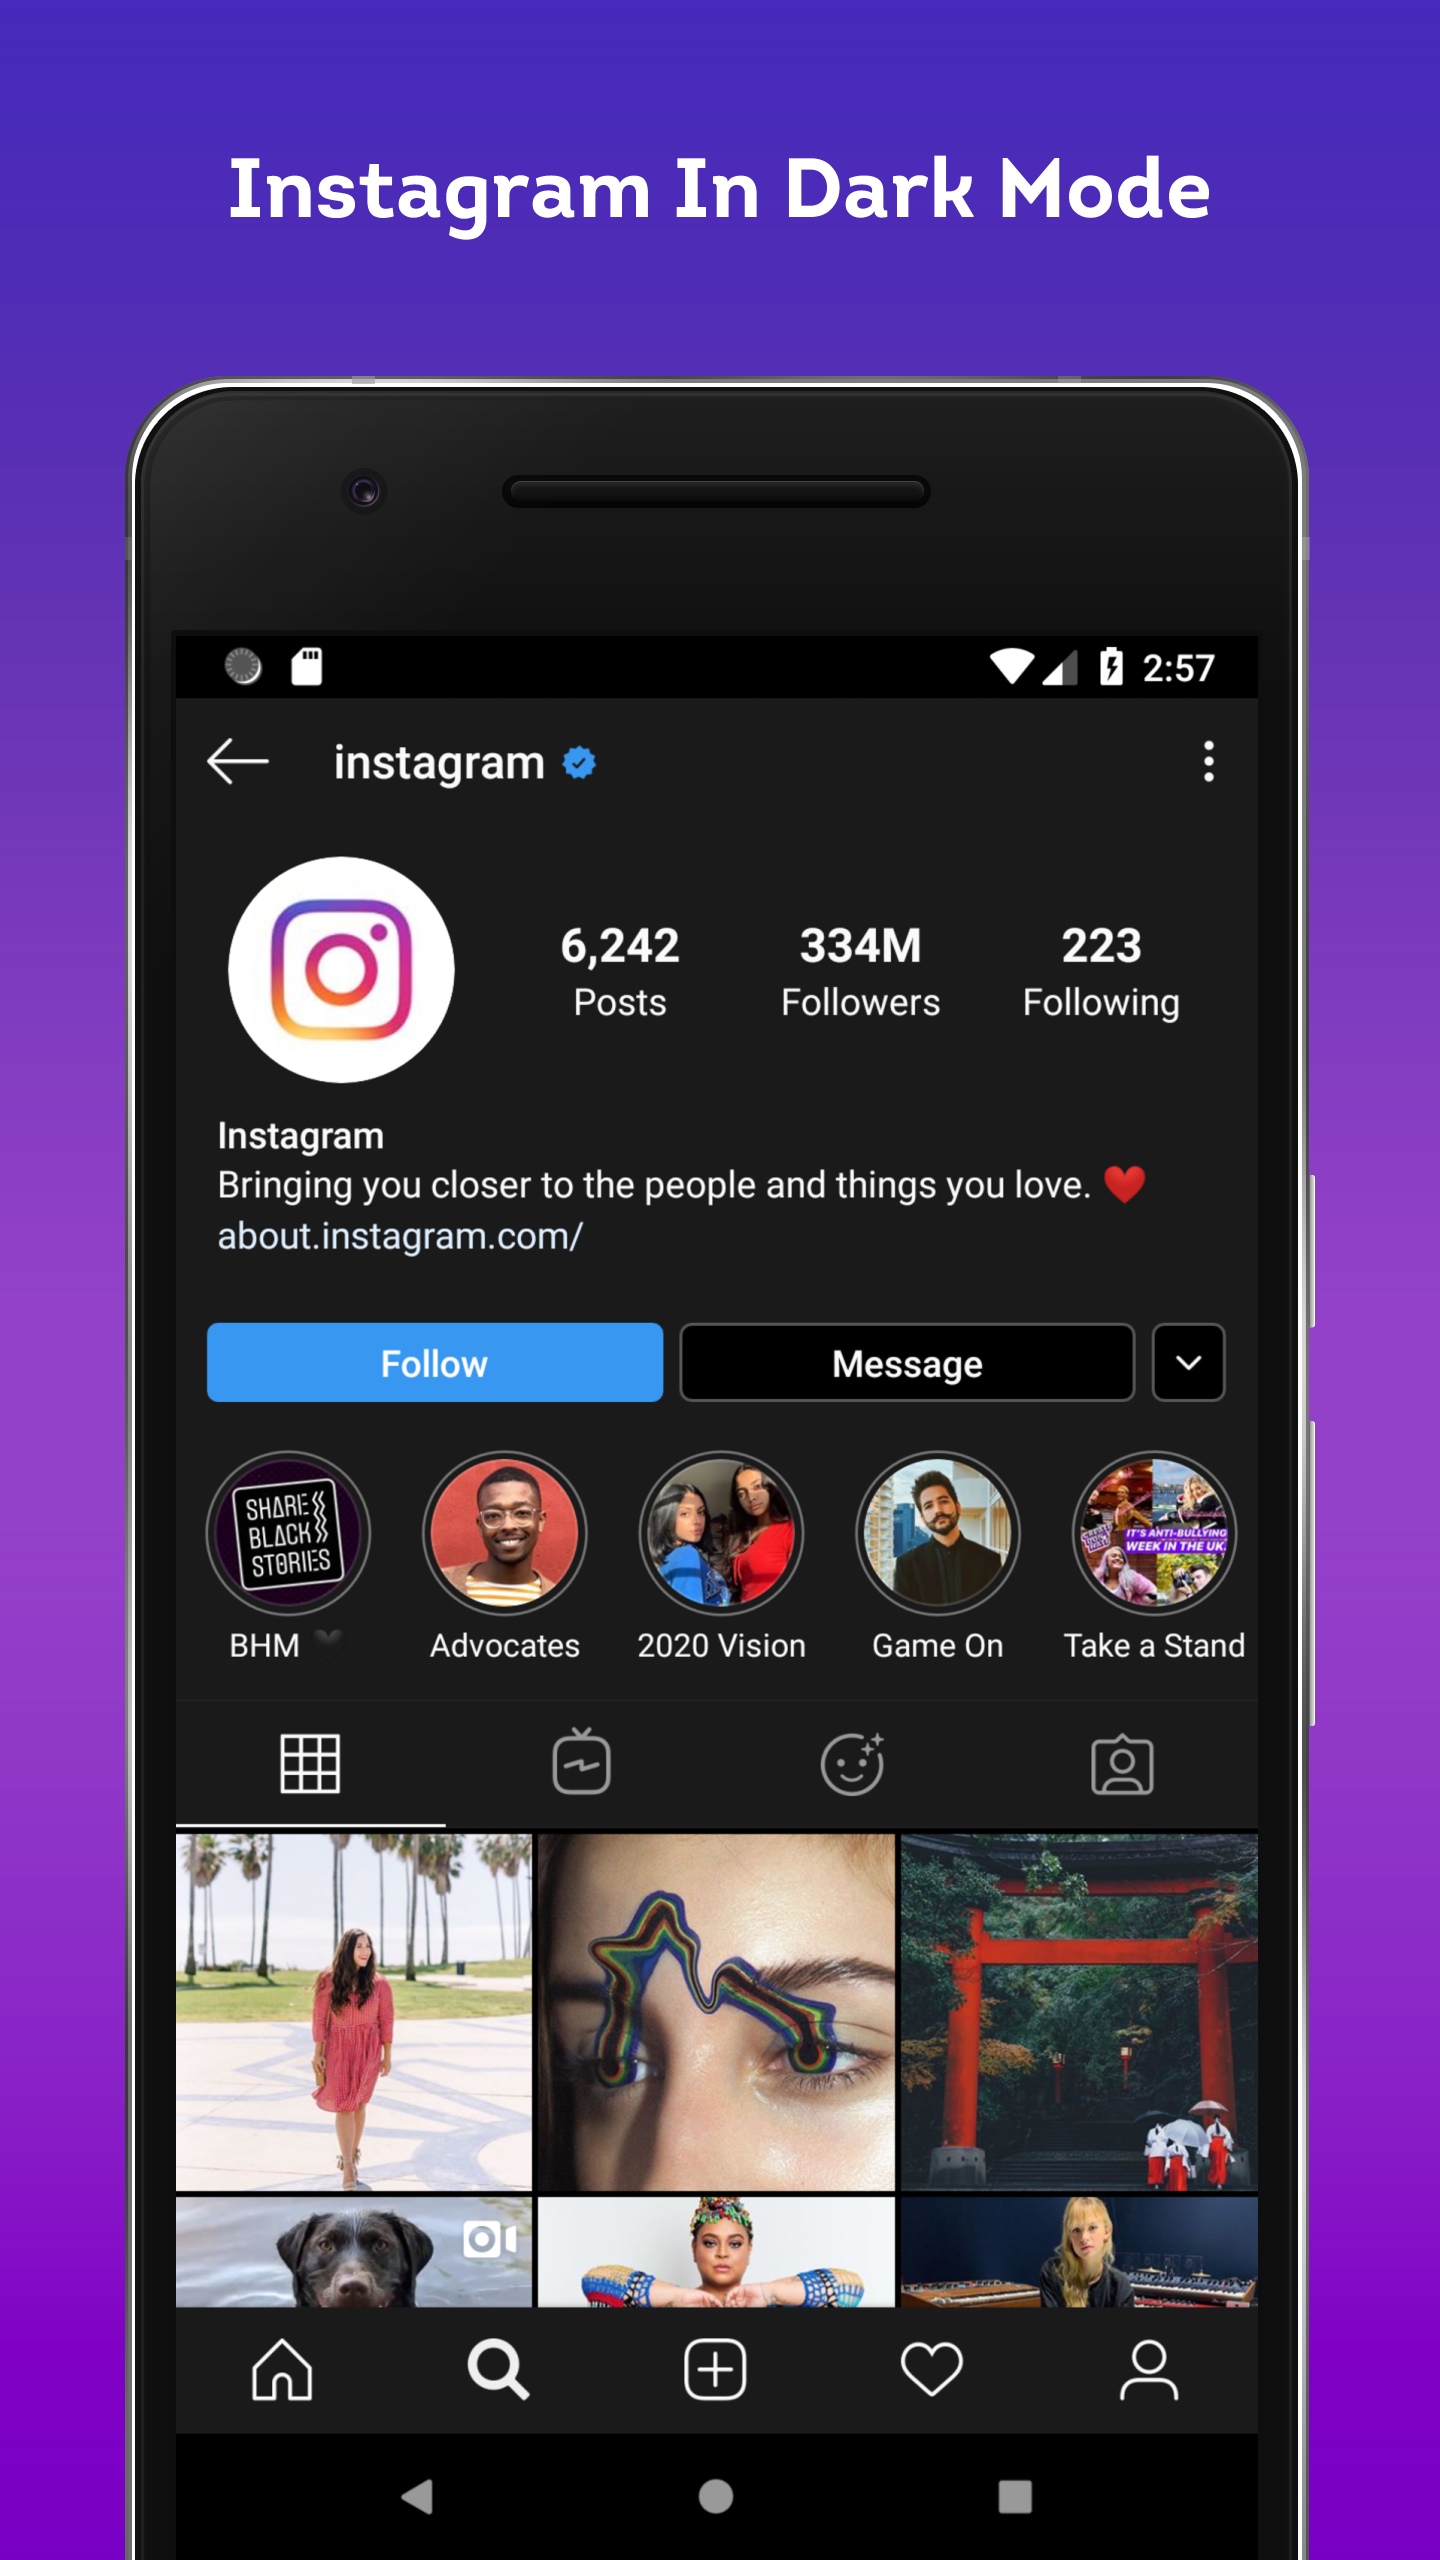 Instagram In Dark Mode
2:57
instagram
6,242 334M 223
Posts Followers Following
Instagram
Bringing you closer to the people and things you love. ❤️
about.instagram.com/
Follow Message
SHARE
BLACK
STORIES
IT'S ANTI-BULLYING
WEEK IN THE UK.
BHM 🖤 Advocates 2020 Vision Game On Take a Stand